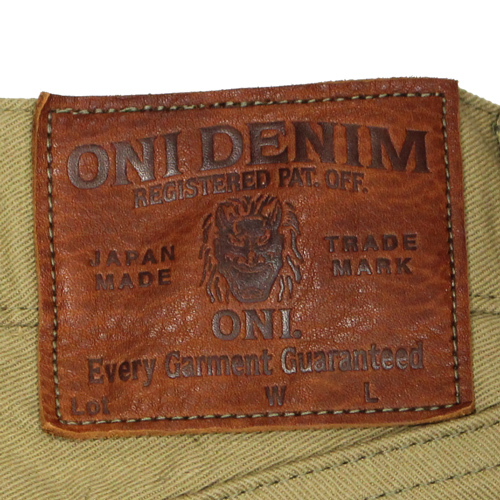 ONI DENIM
REGISTERED PAT. OFF.
JAPAN MADE
TRADE MARK
ONI.
Every Garment Guaranteed
Lot W L